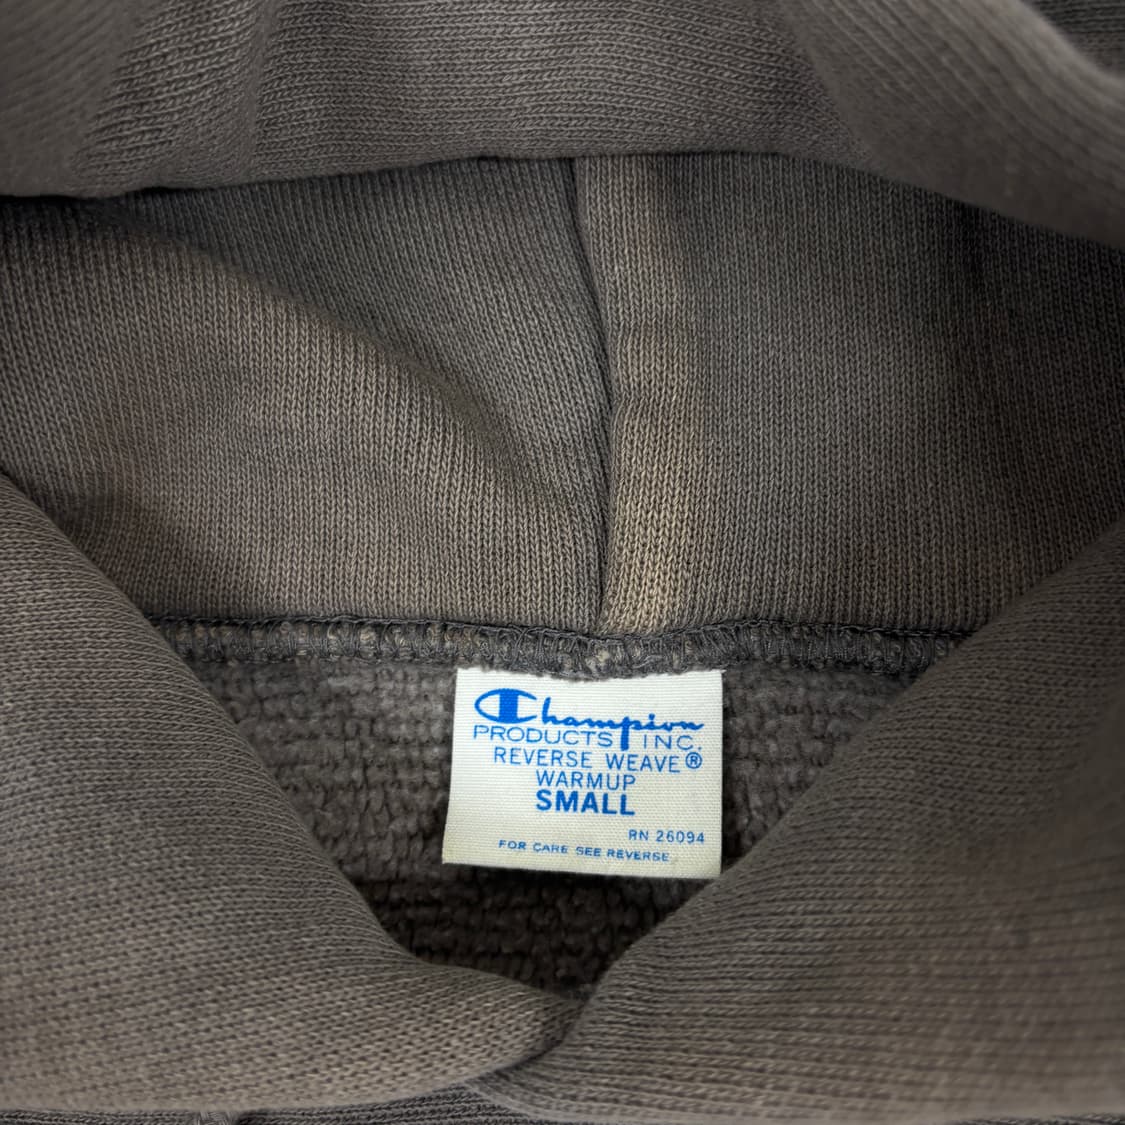 Champion
PRODUCTS INC.
REVERSE WEAVE®
WARMUP
SMALL
RN 26094
FOR CARE SEE REVERSE